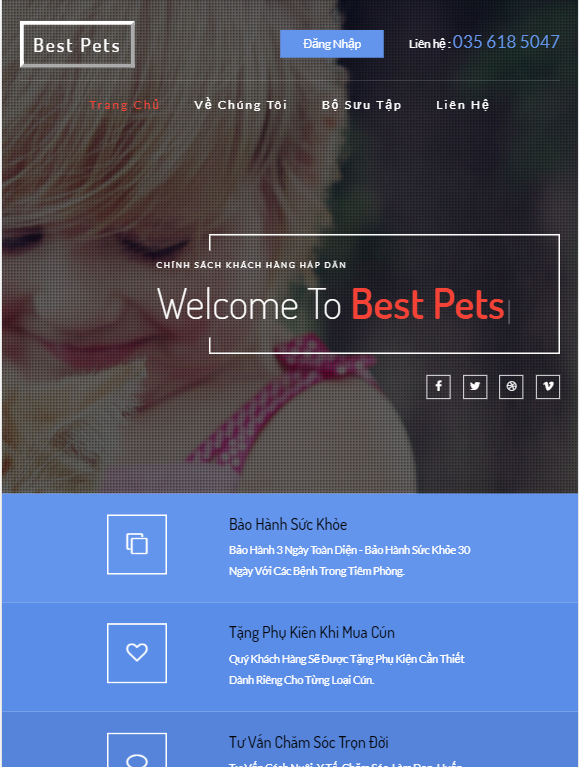 Best Pets
Đăng Nhập
Liên hệ - 035 618 5047
Trang Chủ
Về Chúng Tôi
Bộ Sưu Tập
Liên Hệ
CHÍNH SÁCH KHÁCH HÀNG HẤP DẪN
Welcome To Best Pets
Bảo Hành Sức Khỏe
Bảo Hành 3 Ngày Toàn Diện - Bảo Hành Sức Khỏe 30
Ngày Với Các Bệnh Trong Tiêm Phòng.
Tặng Phụ Kiên Khi Mua Cún
Quý Khách Hàng Sẽ Được Tặng Phụ Kiện Cần Thiết
Dành Riêng Cho Từng Loại Cún.
Tư Vấn Chăm Sóc Trọn Đời